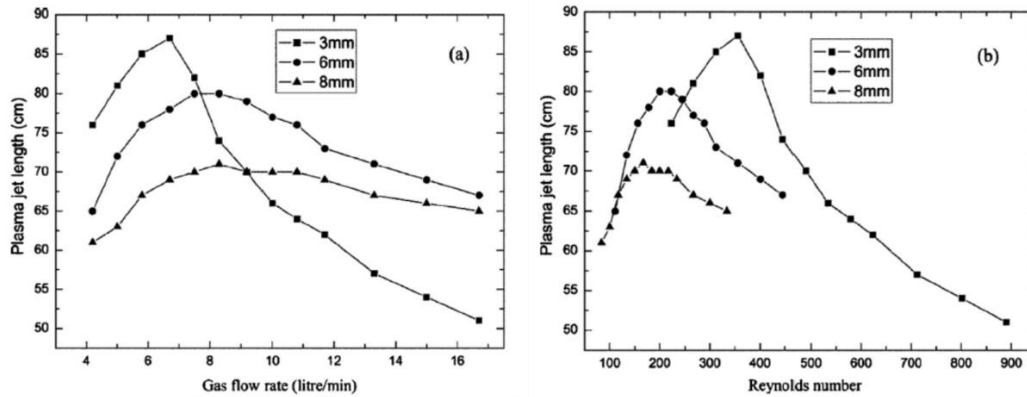 90
85
80
75
70
65
60
55
50
Plasma jet length (cm)
3mm
6mm
8mm
(a)
4 6 8 10 12 14 16
Gas flow rate (litre/min)
90
85
80
75
70
65
60
55
50
Plasma jet length (cm)
3mm
6mm
8mm
(b)
100 200 300 400 500 600 700 800 900
Reynolds number